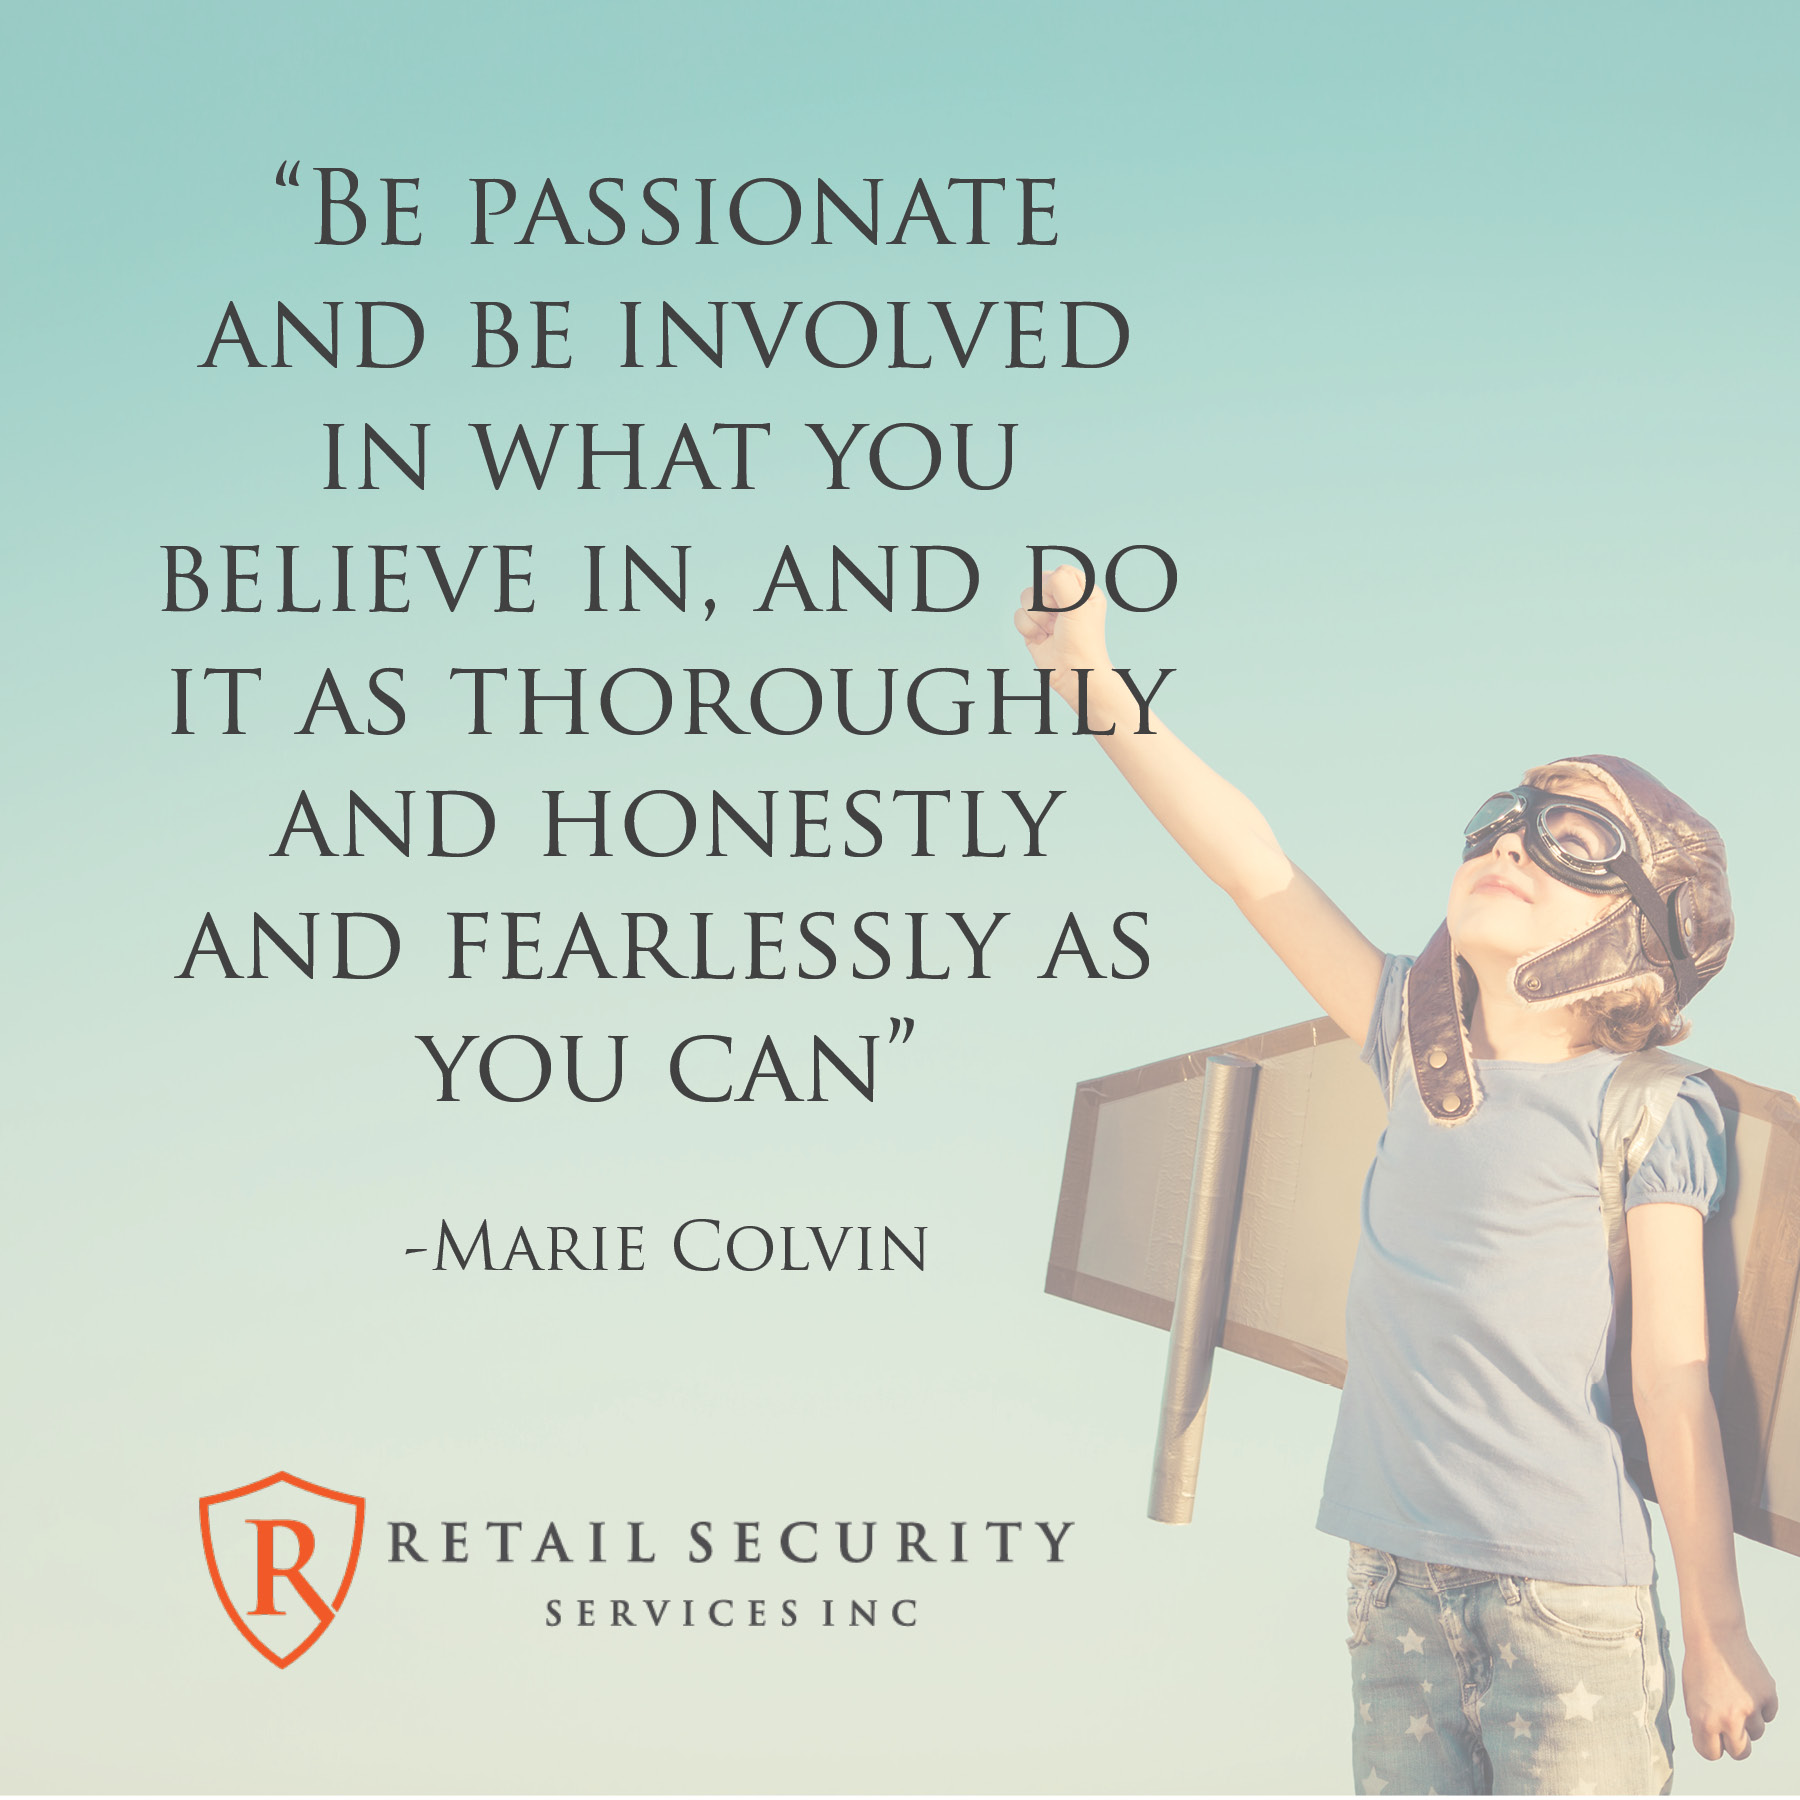 “Be passionate
and be involved
in what you
believe in, and do
it as thoroughly
and honestly
and fearlessly as
you can”
-Marie Colvin
R RETAIL SECURITY
SERVICES INC